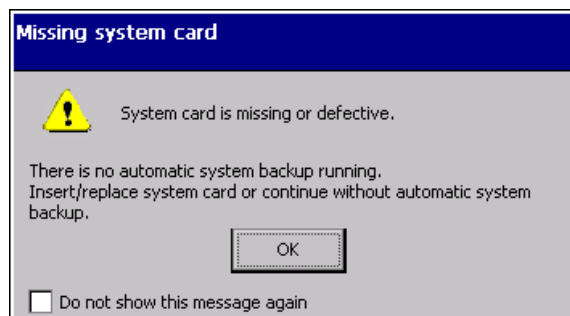 Missing system card
System card is missing or defective.
There is no automatic system backup running.
Insert/replace system card or continue without automatic system
backup.
OK
Do not show this message again